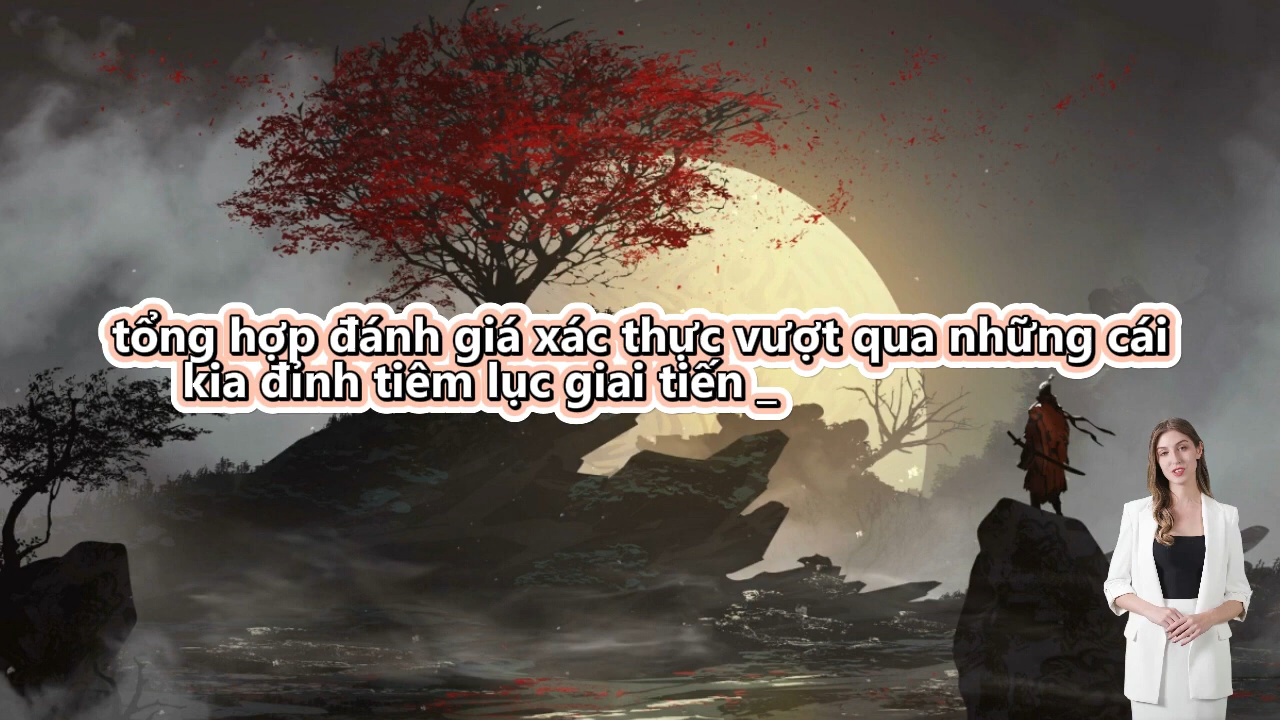 tổng hợp đánh giá xác thực vượt qua những cái
kia đỉnh tiêm lục giai tiến _